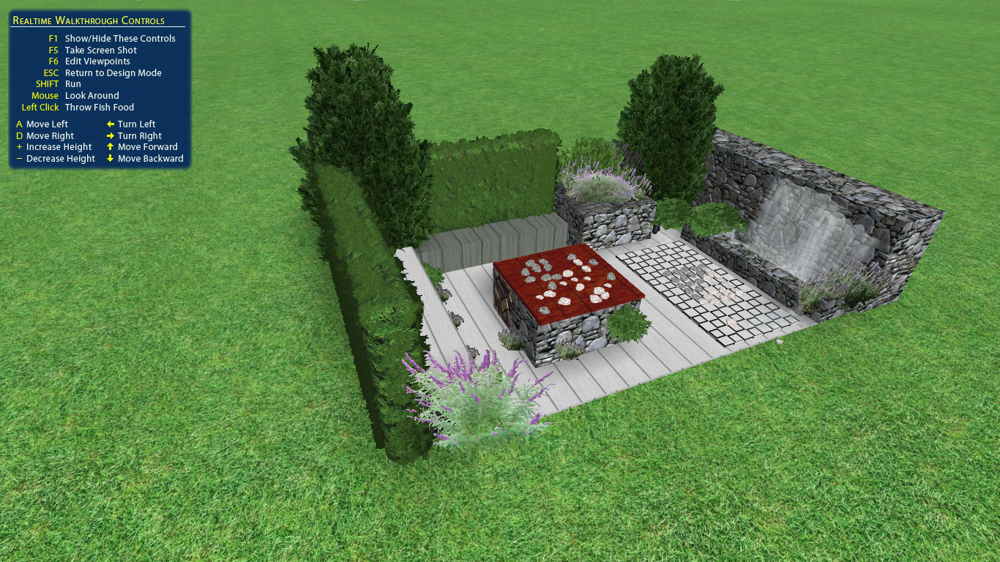 Realtime Walkthrough Controls
F1 Show/Hide These Controls
F5 Take Screen Shot
F6 Edit Viewpoints
ESC Return to Design Mode
SHIFT Run
Mouse Look Around
Left Click Throw Fish Food
A Move Left ← Turn Left
D Move Right → Turn Right
+ Increase Height ↑ Move Forward
− Decrease Height ↓ Move Backward